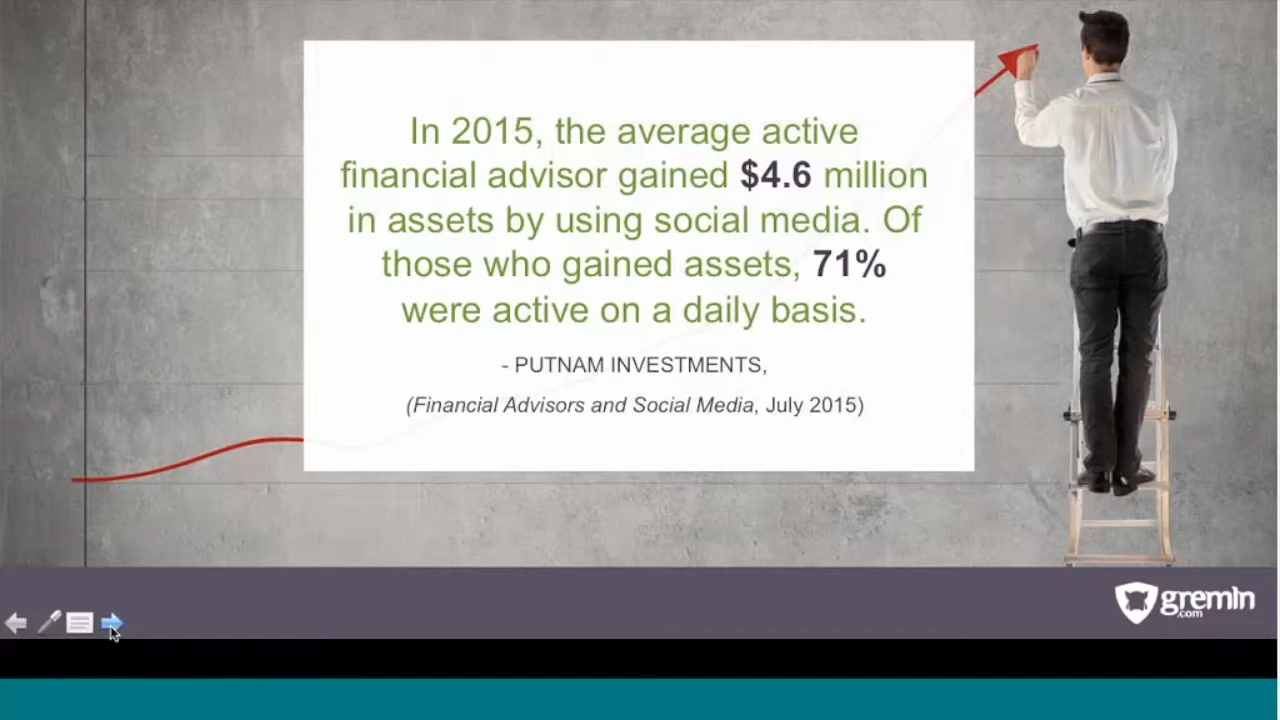 In 2015, the average active
financial advisor gained $4.6 million
in assets by using social media. Of
those who gained assets, 71%
were active on a daily basis.
- PUTNAM INVESTMENTS,
(Financial Advisors and Social Media, July 2015)
gremln
.com